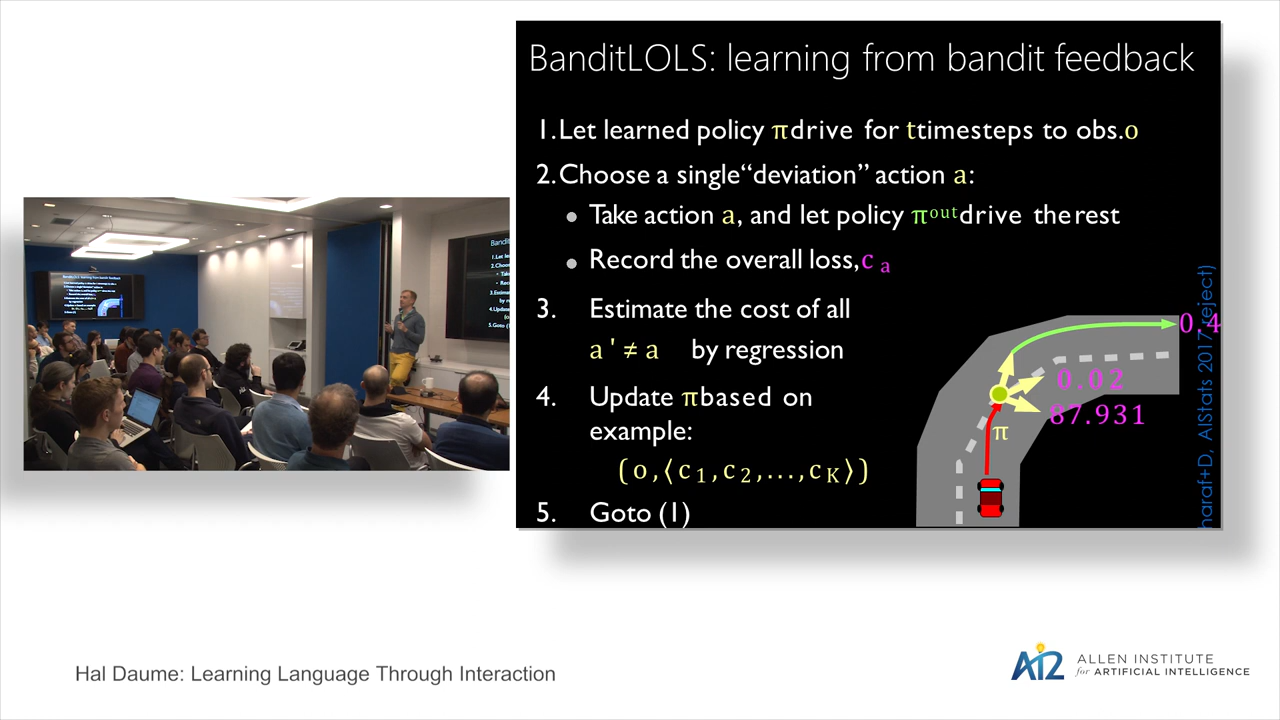 BanditLOLS: learning from bandit feedback
1. Let learned policy π drive for t timesteps to obs. o
2. Choose a single “deviation” action a:
• Take action a, and let policy π^out drive the rest
• Record the overall loss, c_a
3. Estimate the cost of all
a' ≠ a by regression
4. Update π based on
example:
(o, ⟨c_1, c_2, ..., c_K⟩)
5. Goto (1)
0.4
0.02
87.931
π
haraf+D, AIStats 2017 reject)
Hal Daume: Learning Language Through Interaction
AI2 ALLEN INSTITUTE
for ARTIFICIAL INTELLIGENCE